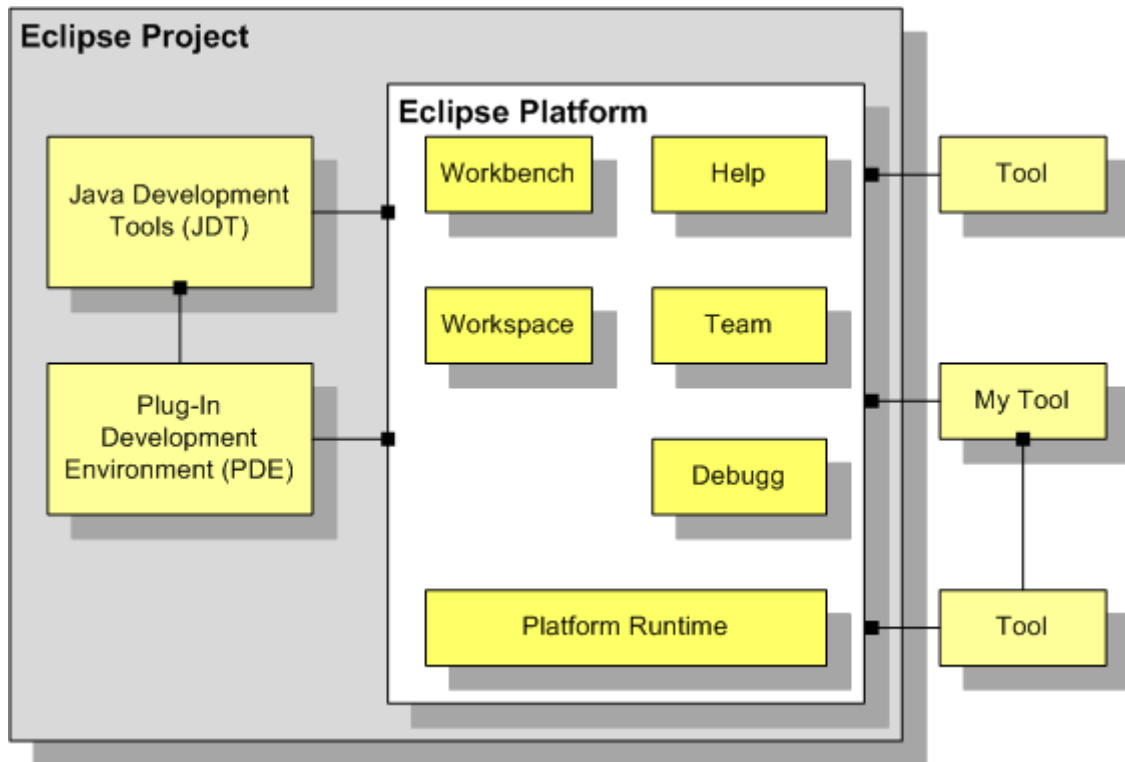 Eclipse Project
Eclipse Platform
Java Development
Tools (JDT)
Workbench
Help
Tool
Workspace
Team
Plug-In
Development
Environment (PDE)
My Tool
Debugg
Platform Runtime
Tool